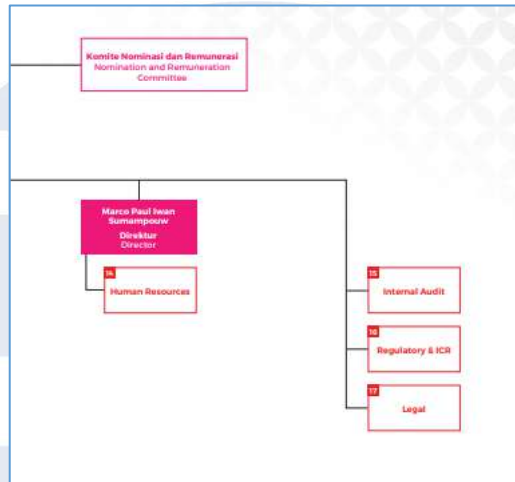 Komite Nominasi dan Remunerasi
Nomination and Remuneration
Committee
Marco Paul Iwan
Sumampouw
Direktur
Director
14
Human Resources
15
Internal Audit
16
Regulatory & ICR
17
Legal